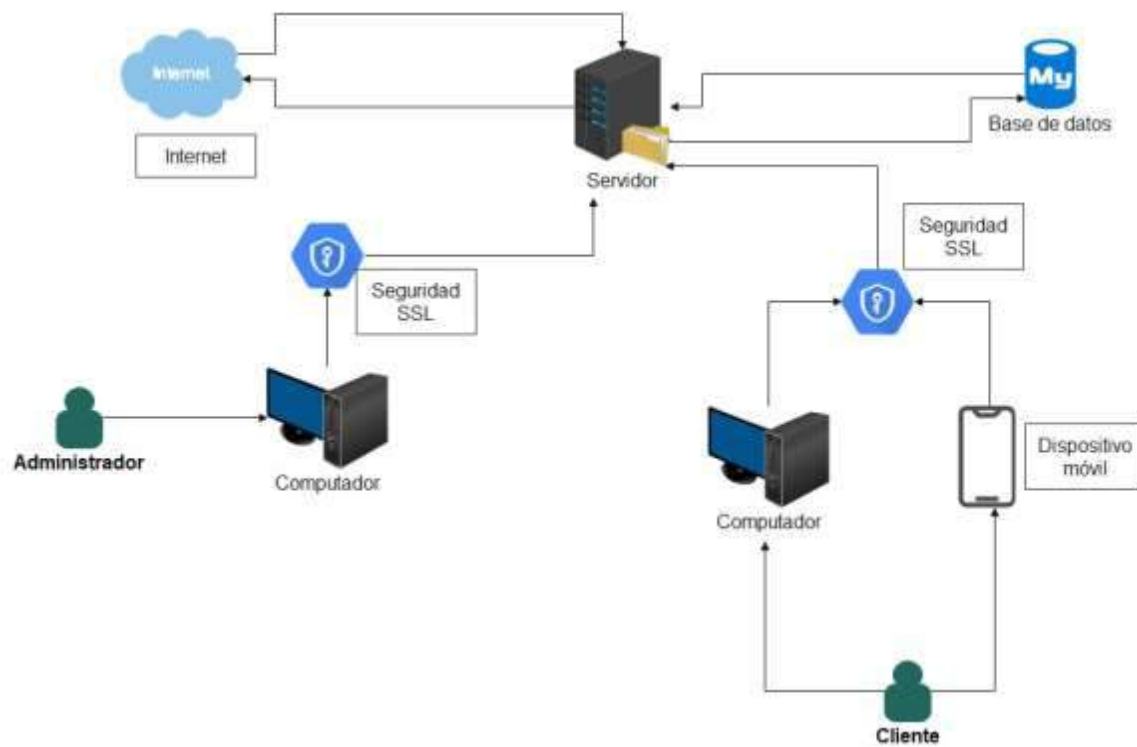 Internet
Internet
Servidor
My
Base de datos
Seguridad
SSL
Seguridad
SSL
Administrador
Computador
Computador
Dispositivo
móvil
Cliente